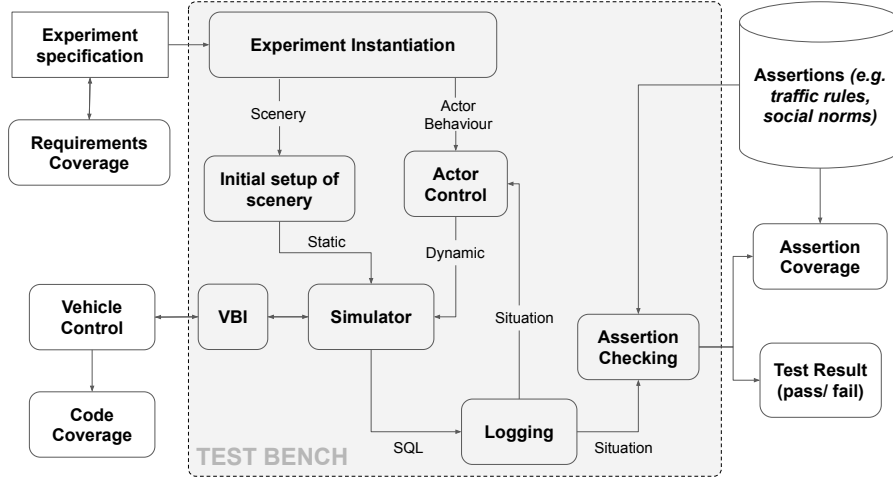 Experiment
specification
Experiment Instantiation
Assertions (e.g.
traffic rules,
social norms)
Scenery
Actor
Behaviour
Requirements
Coverage
Initial setup of
scenery
Actor
Control
Static
Dynamic
Assertion
Coverage
Vehicle
Control
VBI
Simulator
Situation
Assertion
Checking
Test Result
(pass/ fail)
Code
Coverage
SQL
Logging
Situation
TEST BENCH